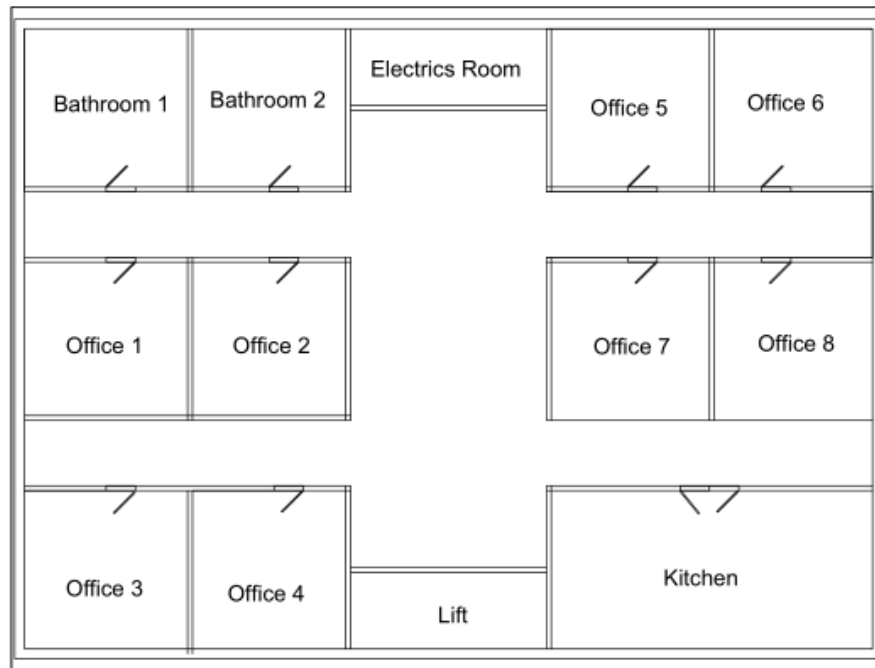 Bathroom 1
Bathroom 2
Electrics Room
Office 5
Office 6
Office 1
Office 2
Office 7
Office 8
Office 3
Office 4
Lift
Kitchen